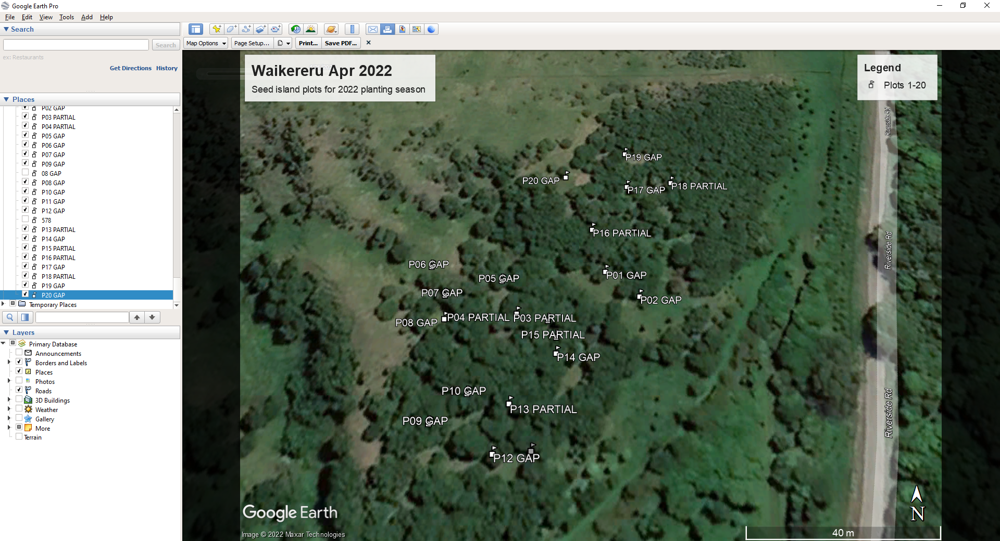 Google Earth Pro
File Edit View Tools Add Help
Search
Search
ex: Restaurants
Get Directions History
Places
P02 GAP
P03 PARTIAL
P04 PARTIAL
P05 GAP
P06 GAP
P07 GAP
P09 GAP
08 GAP
P08 GAP
P10 GAP
P11 GAP
P12 GAP
578
P13 PARTIAL
P14 GAP
P15 PARTIAL
P16 PARTIAL
P17 GAP
P18 PARTIAL
P19 GAP
P20 GAP
Temporary Places
Layers
Primary Database
Announcements
Borders and Labels
Places
Photos
Roads
3D Buildings
Weather
Gallery
More
Terrain
Map Options Page Setup... Print... Save PDF...
Waikereru Apr 2022
Seed island plots for 2022 planting season
Legend
Plots 1-20
Riverside Rd
P19 GAP
P20 GAP
P17 GAP
P18 PARTIAL
P16 PARTIAL
Riverside Rd
P06 GAP
P05 GAP
P01 GAP
P07 GAP
P02 GAP
P08 GAP
P04 PARTIAL
P03 PARTIAL
P15 PARTIAL
P14 GAP
P10 GAP
P13 PARTIAL
Riverside Rd
P09 GAP
P12 GAP
N
Google Earth
Image © 2022 Maxar Technologies
40 m